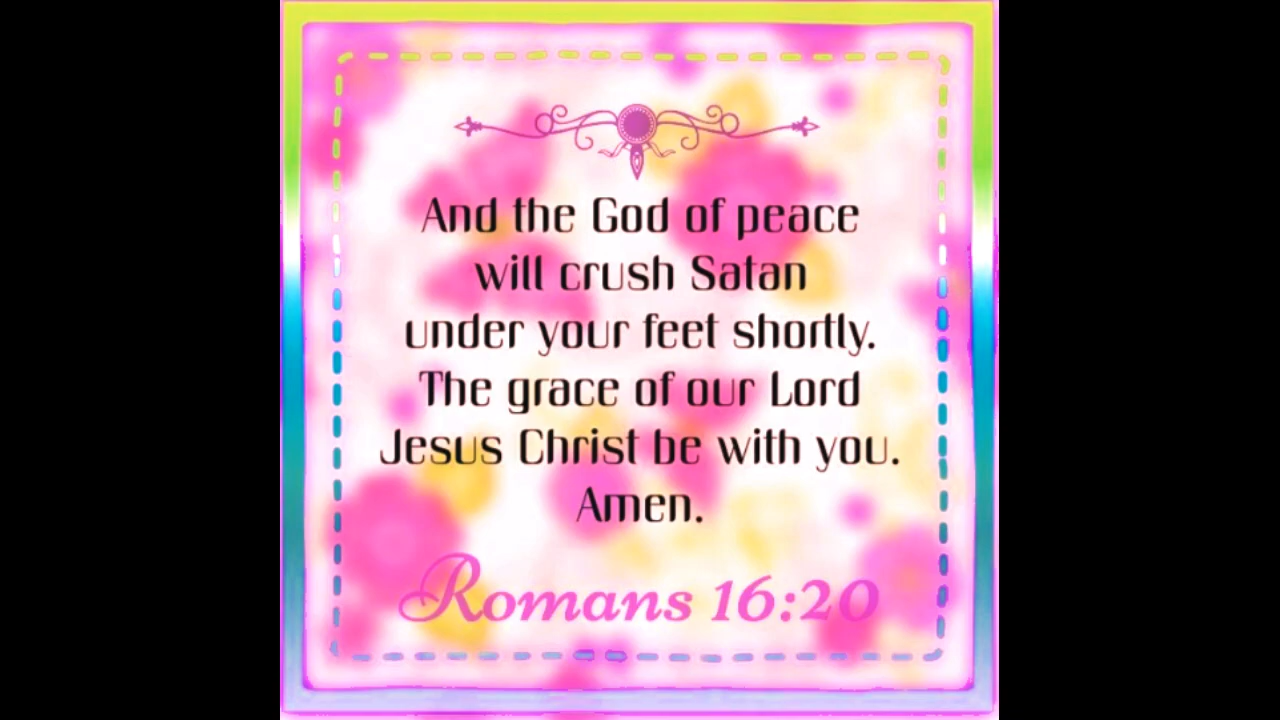 And the God of peace
will crush Satan
under your feet shortly.
The grace of our Lord
Jesus Christ be with you.
Amen.
Romans 16:20